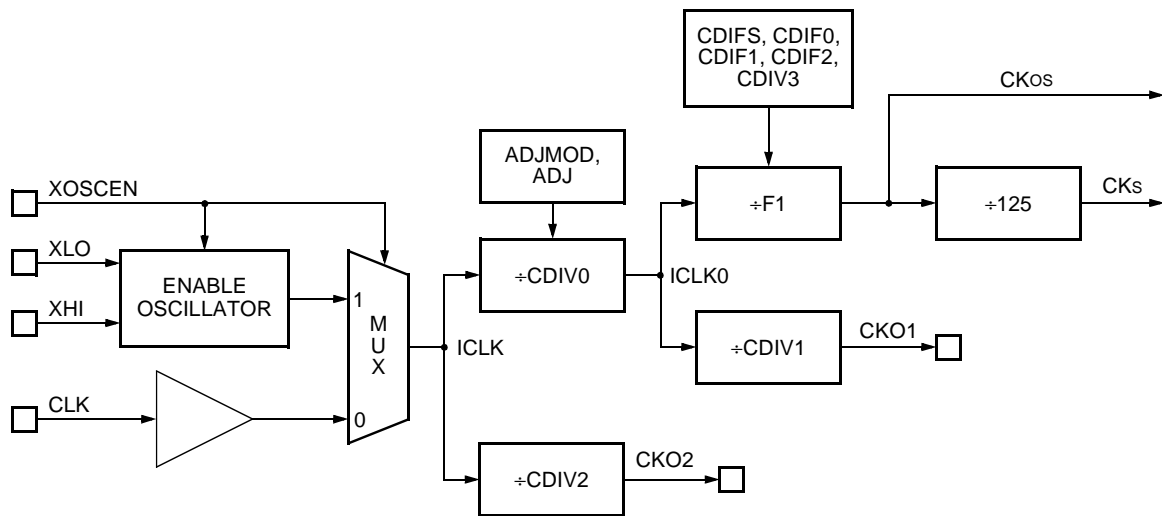 CDIFS, CDIF0,
CDIF1, CDIF2,
CDIV3
CKOS
ADJMOD,
ADJ
XOSCEN
÷F1
÷125
CKS
XLO
ENABLE
OSCILLATOR
÷CDIV0
ICLK0
XHI
1
MUX
ICLK
÷CDIV1
CKO1
CLK
0
÷CDIV2
CKO2